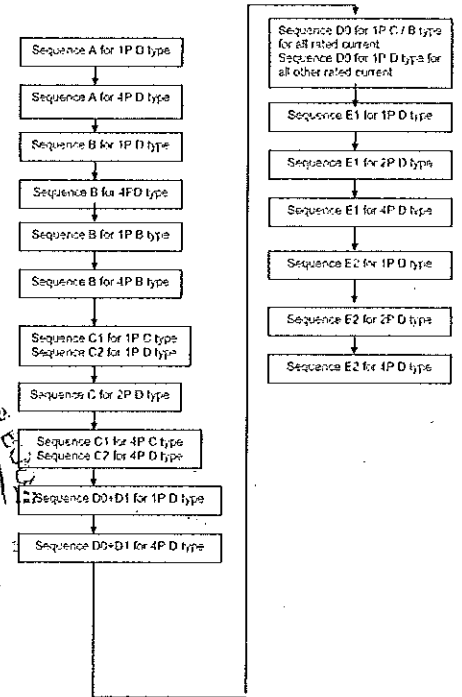 Sequence A for 1P D type
Sequence A for 4P D type
Sequence B for 1P D type
Sequence B for 4PD type
Sequence B for 1P B type
Sequence B for 4P B type
Sequence C1 for 1P C type
Sequence C2 for 1P D type
Sequence C for 2P D type
Sequence C1 for 4P C type
Sequence C2 for 4P D type
Sequence D0+D1 for 1P D type
Sequence D0+D1 for 4P D type
Sequence D0 for 1P C / B type
for all rated current
Sequence D0 for 1P D type for
all other rated current
Sequence E1 for 1P D type
Sequence E1 for 2P D type
Sequence E1 for 4P D type
Sequence E2 for 1P D type
Sequence E2 for 2P D type
Sequence E2 for 4P D type